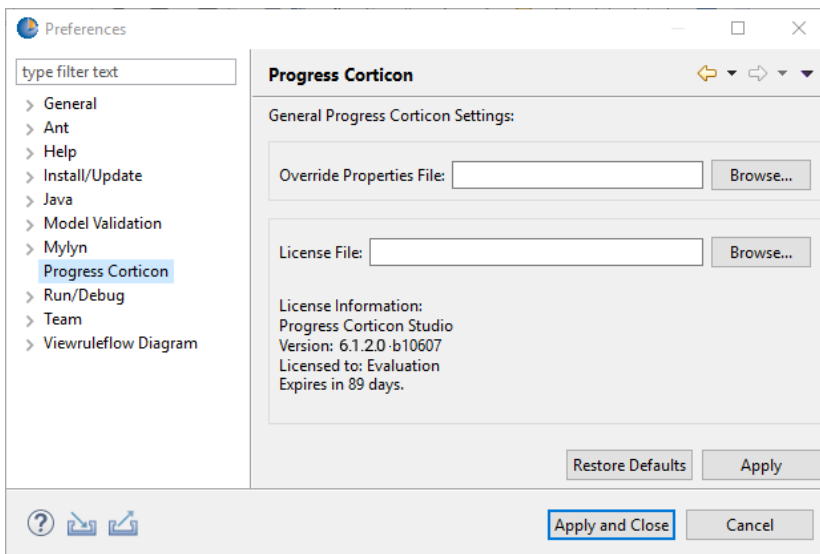 Preferences
type filter text
General
Ant
Help
Install/Update
Java
Model Validation
Mylyn
Progress Corticon
Run/Debug
Team
Viewruleflow Diagram
Progress Corticon
General Progress Corticon Settings:
Override Properties File:
Browse...
License File:
Browse...
License Information:
Progress Corticon Studio
Version: 6.1.2.0 -b10607
Licensed to: Evaluation
Expires in 89 days.
Restore Defaults
Apply
?
Apply and Close
Cancel